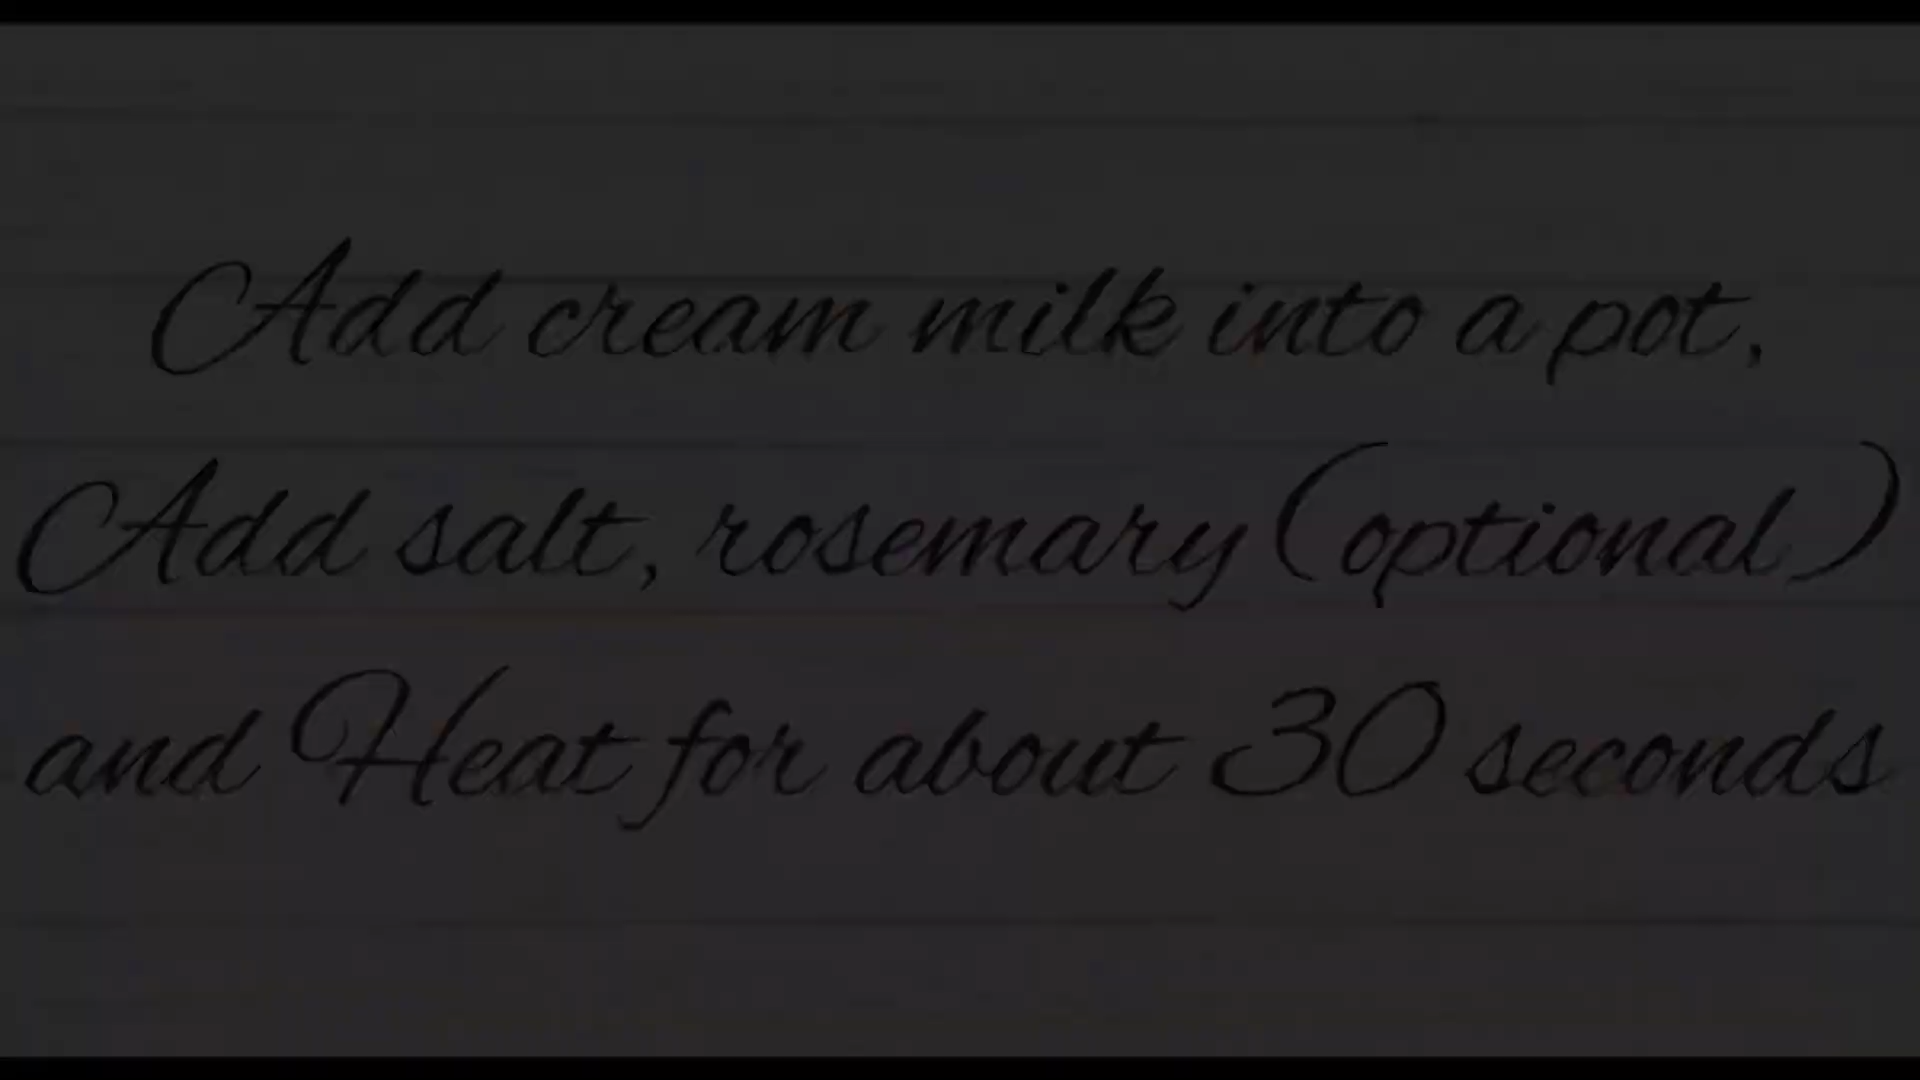 Add cream milk into a pot,
Add salt, rosemary (optional)
and Heat for about 30 seconds